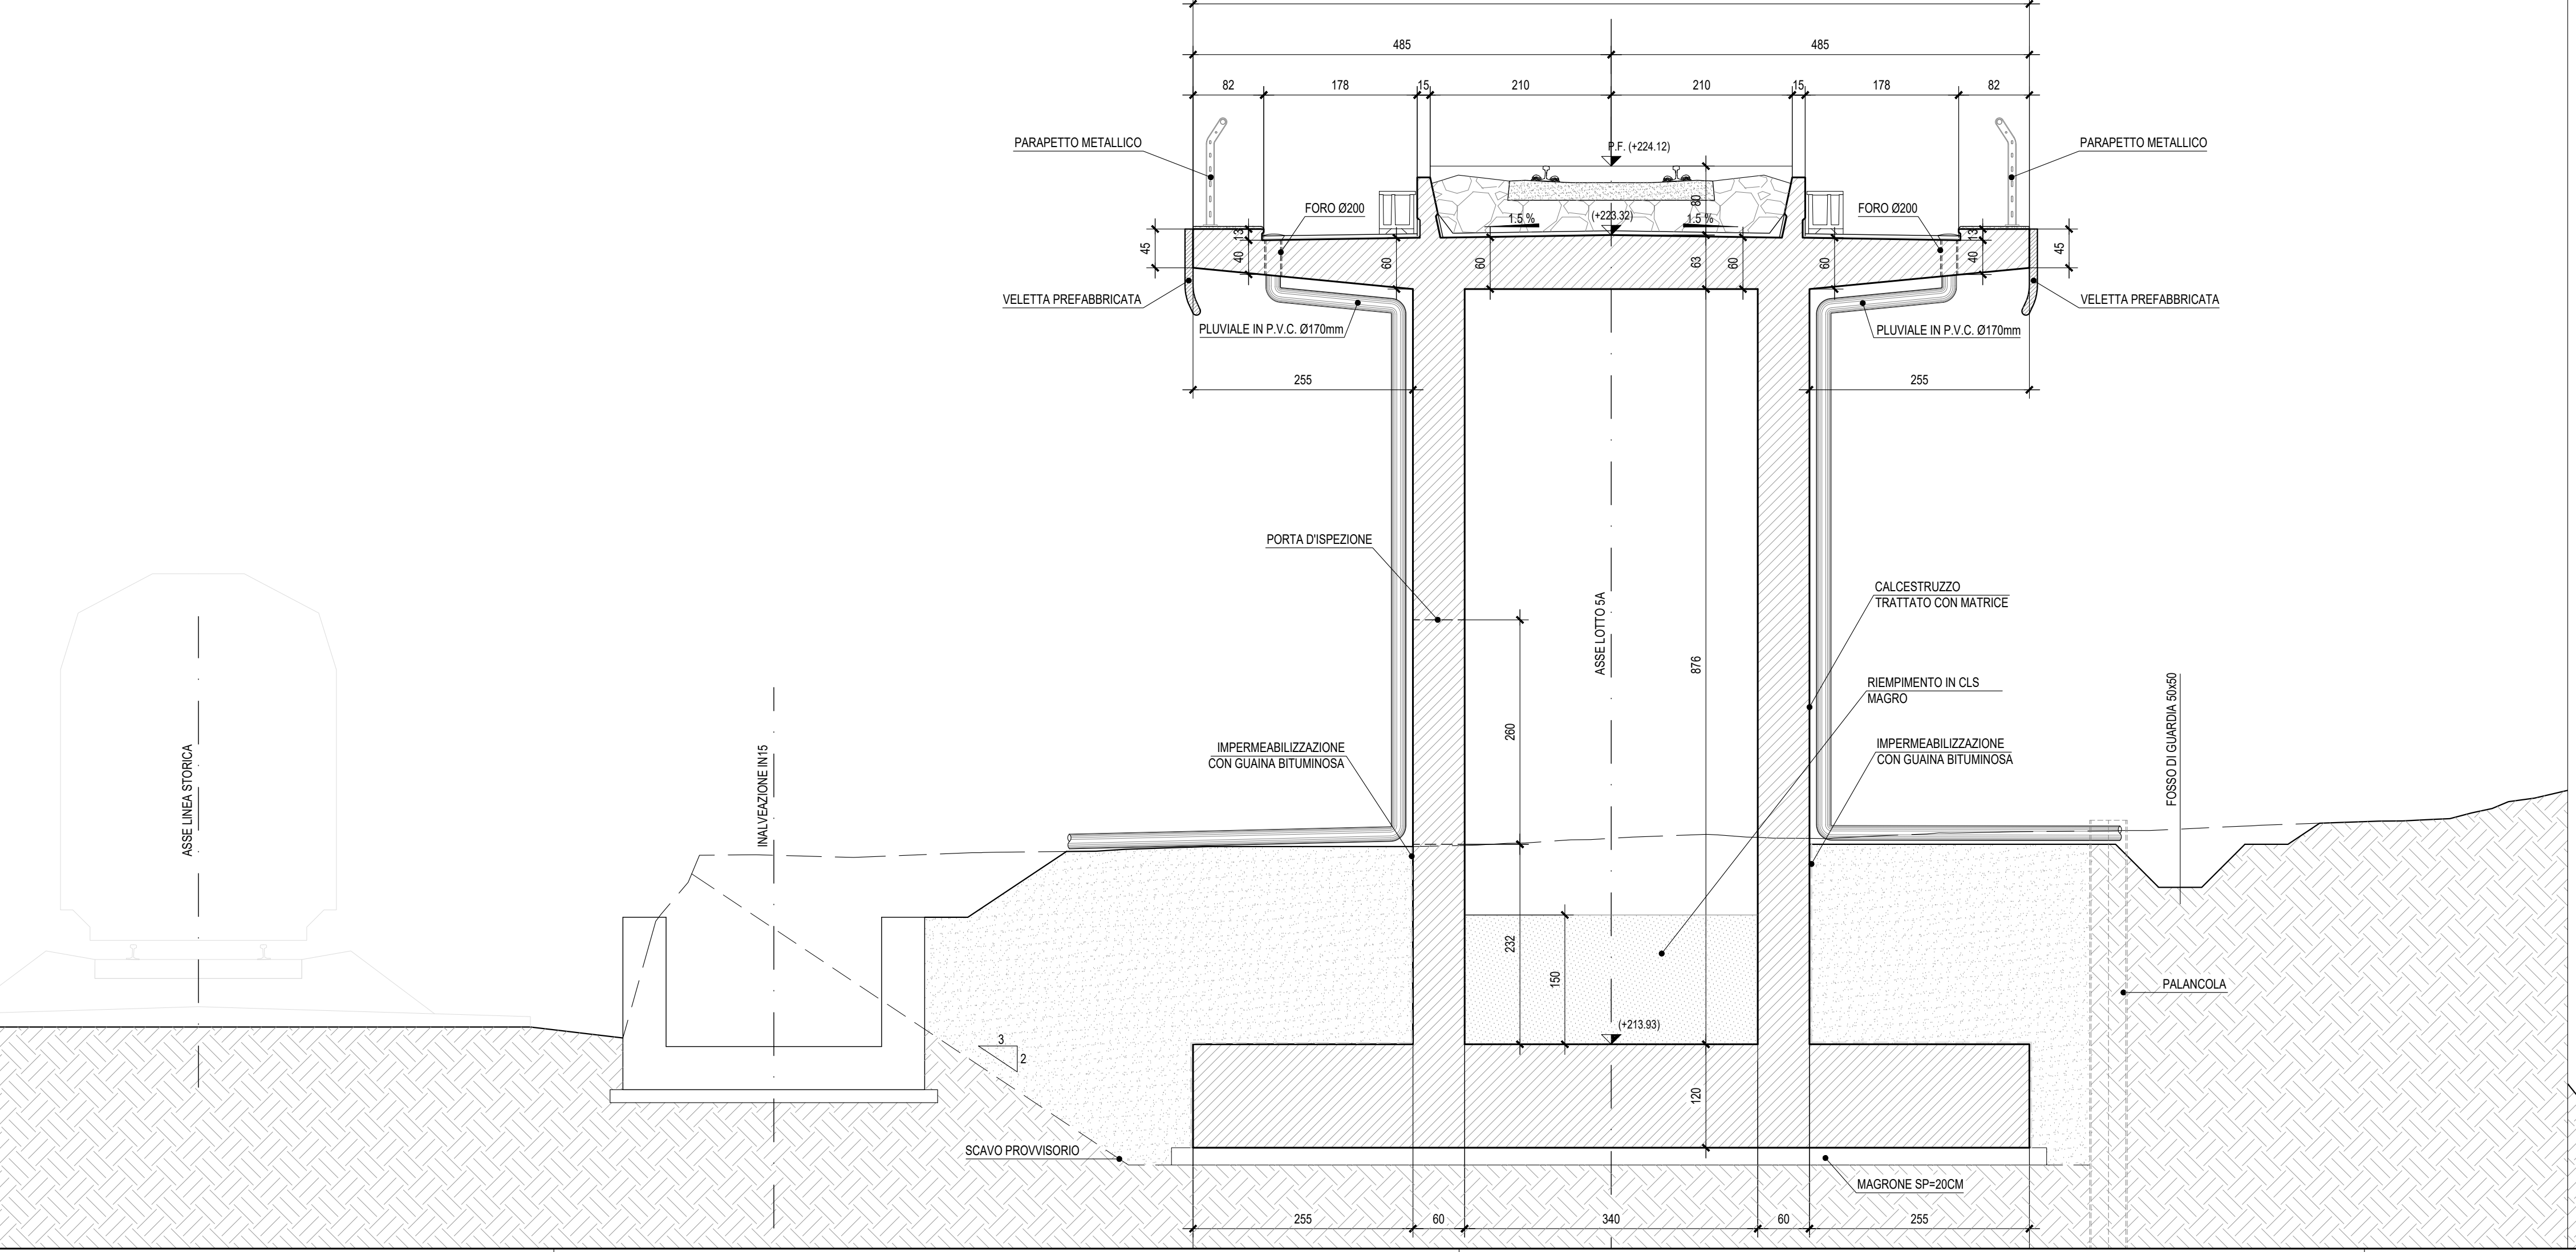 485 485
82 178 15 210 210 15 178 82
PARAPETTO METALLICO
P.F. (+224.12)
PARAPETTO METALLICO
FORO Ø200
80
FORO Ø200
1.5 %
(+223.32)
1.5 %
45
13
40
60
60
63
60
60
13
40
45
VELETTA PREFABBRICATA
VELETTA PREFABBRICATA
PLUVIALE IN P.V.C. Ø170mm
PLUVIALE IN P.V.C. Ø170mm
255
255
PORTA D'ISPEZIONE
ASSE LOTTO 5A
CALCESTRUZZO
TRATTATO CON MATRICE
876
RIEMPIMENTO IN CLS
MAGRO
260
IMPERMEABILIZZAZIONE
CON GUAINA BITUMINOSA
IMPERMEABILIZZAZIONE
CON GUAINA BITUMINOSA
FOSSO DI GUARDIA 50x50
ASSE LINEA STORICA
INALVEAZIONE IN15
232
150
PALANCOLA
(+213.93)
3
2
120
SCAVO PROVVISORIO
MAGRONE SP=20CM
255 60 340 60 255